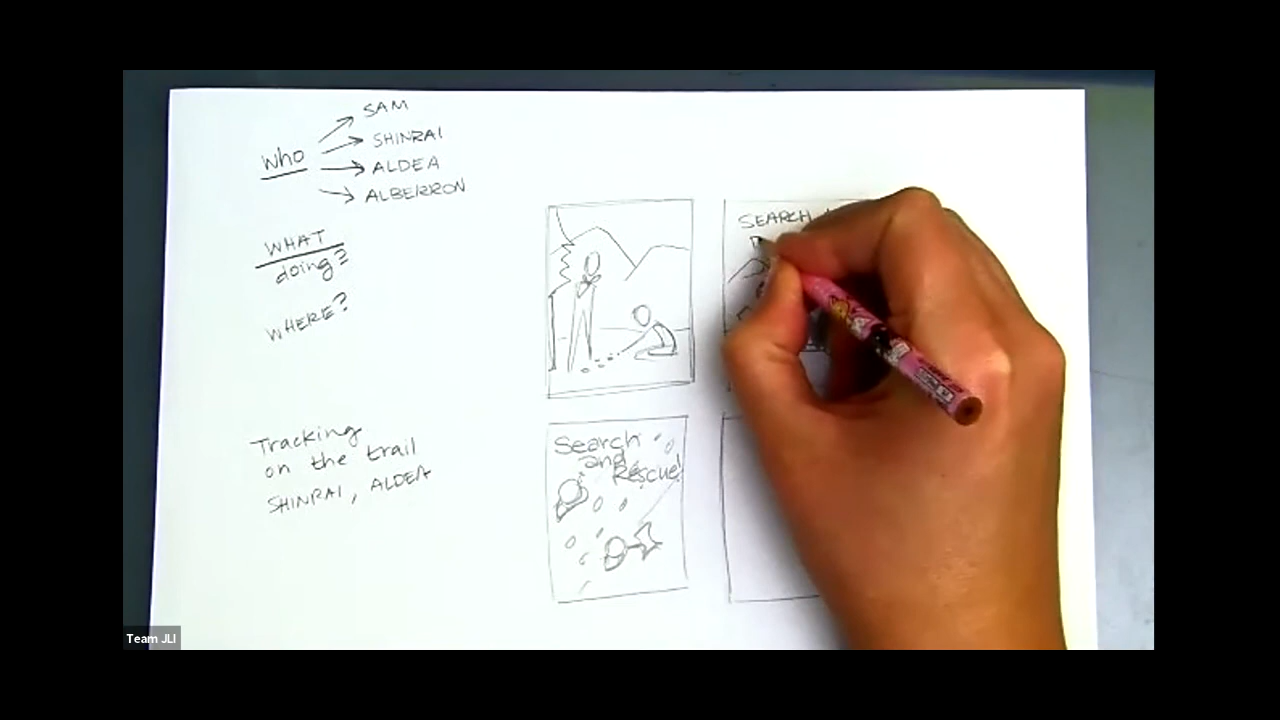 SAM
SHINRAI
Who
ALDEA
ALBERRON
WHAT
doing?
WHERE?
SEARCH
Search
and
Rescue!
Tracking
on the trail
SHINRAI, ALDEA
Team JLI